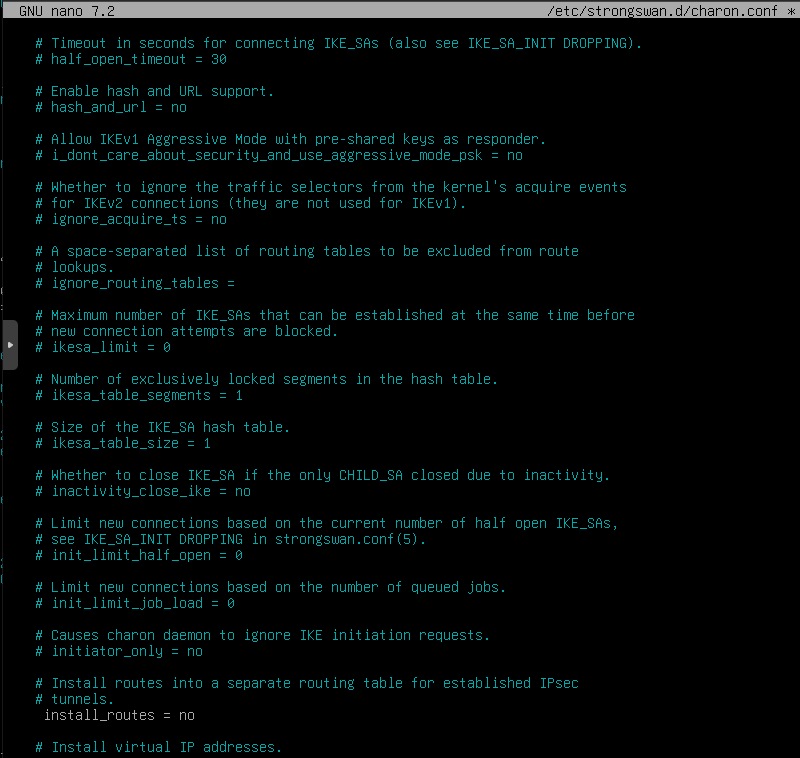 GNU nano 7.2 /etc/strongswan.d/charon.conf *
# Timeout in seconds for connecting IKE_SAs (also see IKE_SA_INIT DROPPING).
# half_open_timeout = 30
# Enable hash and URL support.
# hash_and_url = no
# Allow IKEv1 Aggressive Mode with pre-shared keys as responder.
# i_dont_care_about_security_and_use_aggressive_mode_psk = no
# Whether to ignore the traffic selectors from the kernel's acquire events
# for IKEv2 connections (they are not used for IKEv1).
# ignore_acquire_ts = no
# A space-separated list of routing tables to be excluded from route
# lookups.
# ignore_routing_tables =
# Maximum number of IKE_SAs that can be established at the same time before
# new connection attempts are blocked.
# ikesa_limit = 0
# Number of exclusively locked segments in the hash table.
# ikesa_table_segments = 1
# Size of the IKE_SA hash table.
# ikesa_table_size = 1
# Whether to close IKE_SA if the only CHILD_SA closed due to inactivity.
# inactivity_close_ike = no
# Limit new connections based on the current number of half open IKE_SAs,
# see IKE_SA_INIT DROPPING in strongswan.conf(5).
# init_limit_half_open = 0
# Limit new connections based on the number of queued jobs.
# init_limit_job_load = 0
# Causes charon daemon to ignore IKE initiation requests.
# initiator_only = no
# Install routes into a separate routing table for established IPsec
# tunnels.
install_routes = no
# Install virtual IP addresses.